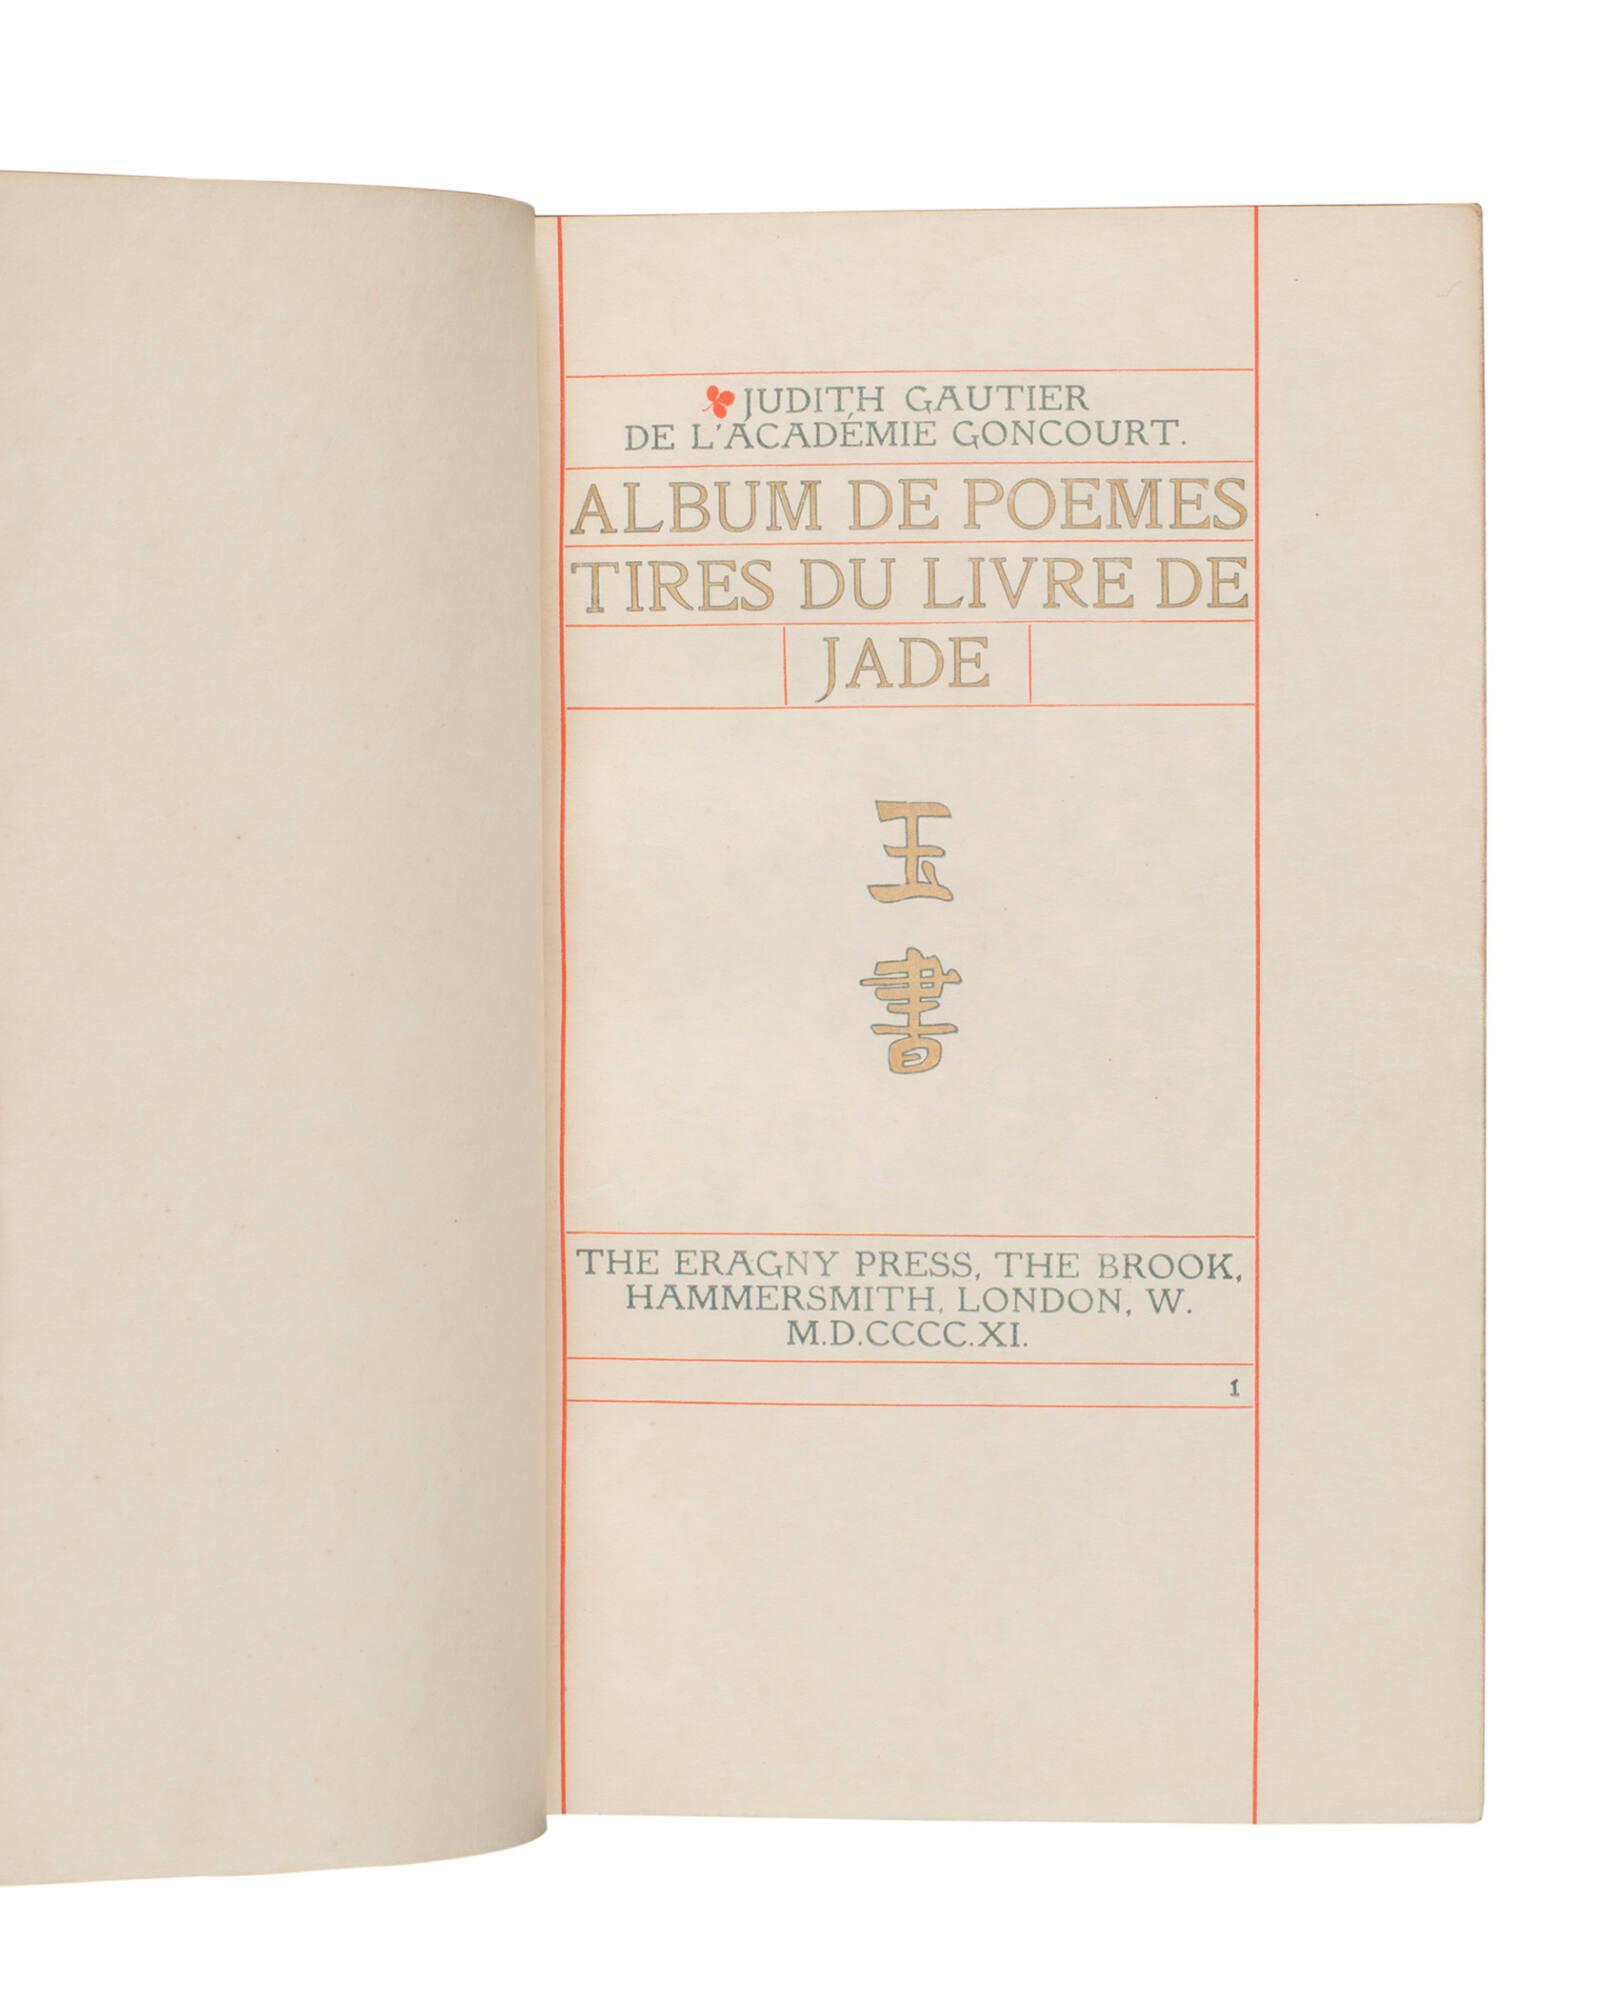 JUDITH GAUTIER
DE L'ACADÉMIE GONCOURT.
ALBUM DE POEMES
TIRES DU LIVRE DE
JADE
玉
書
THE ERAGNY PRESS, THE BROOK,
HAMMERSMITH, LONDON, W.
M.D.CCCC.XI.
1